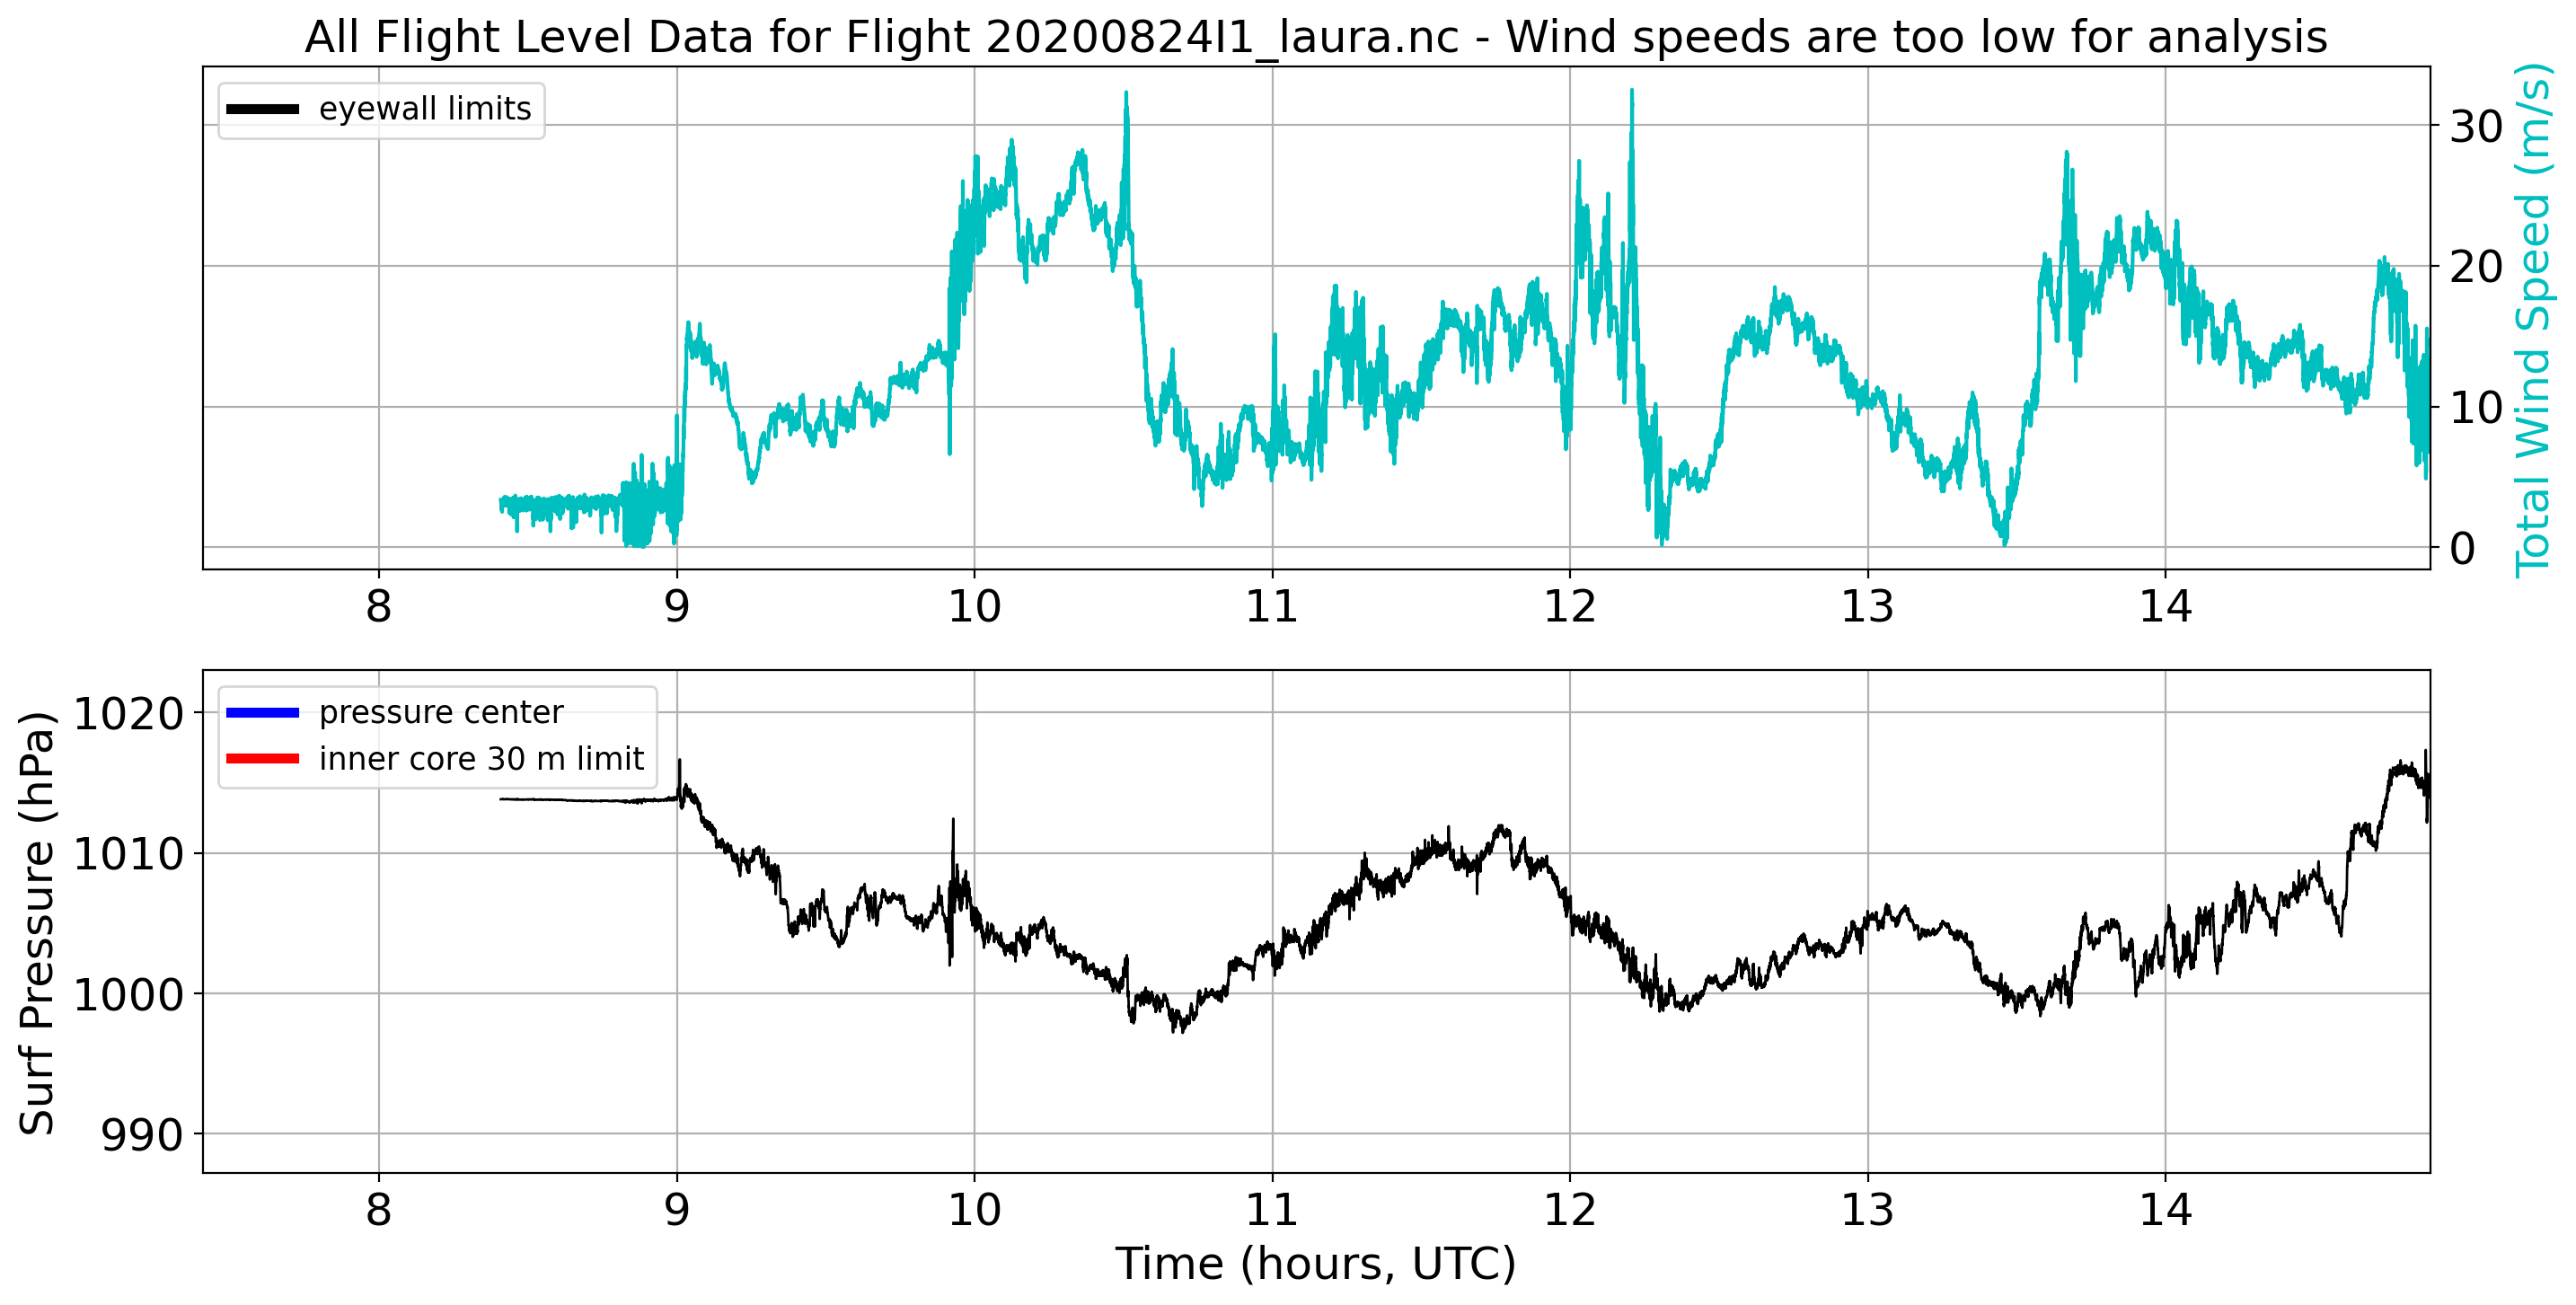 All Flight Level Data for Flight 20200824I1_laura.nc - Wind speeds are too low for analysis
eyewall limits
30
20
10
0
Total Wind Speed (m/s)
8 9 10 11 12 13 14
pressure center
inner core 30 m limit
1020
1010
1000
990
Surf Pressure (hPa)
8 9 10 11 12 13 14
Time (hours, UTC)